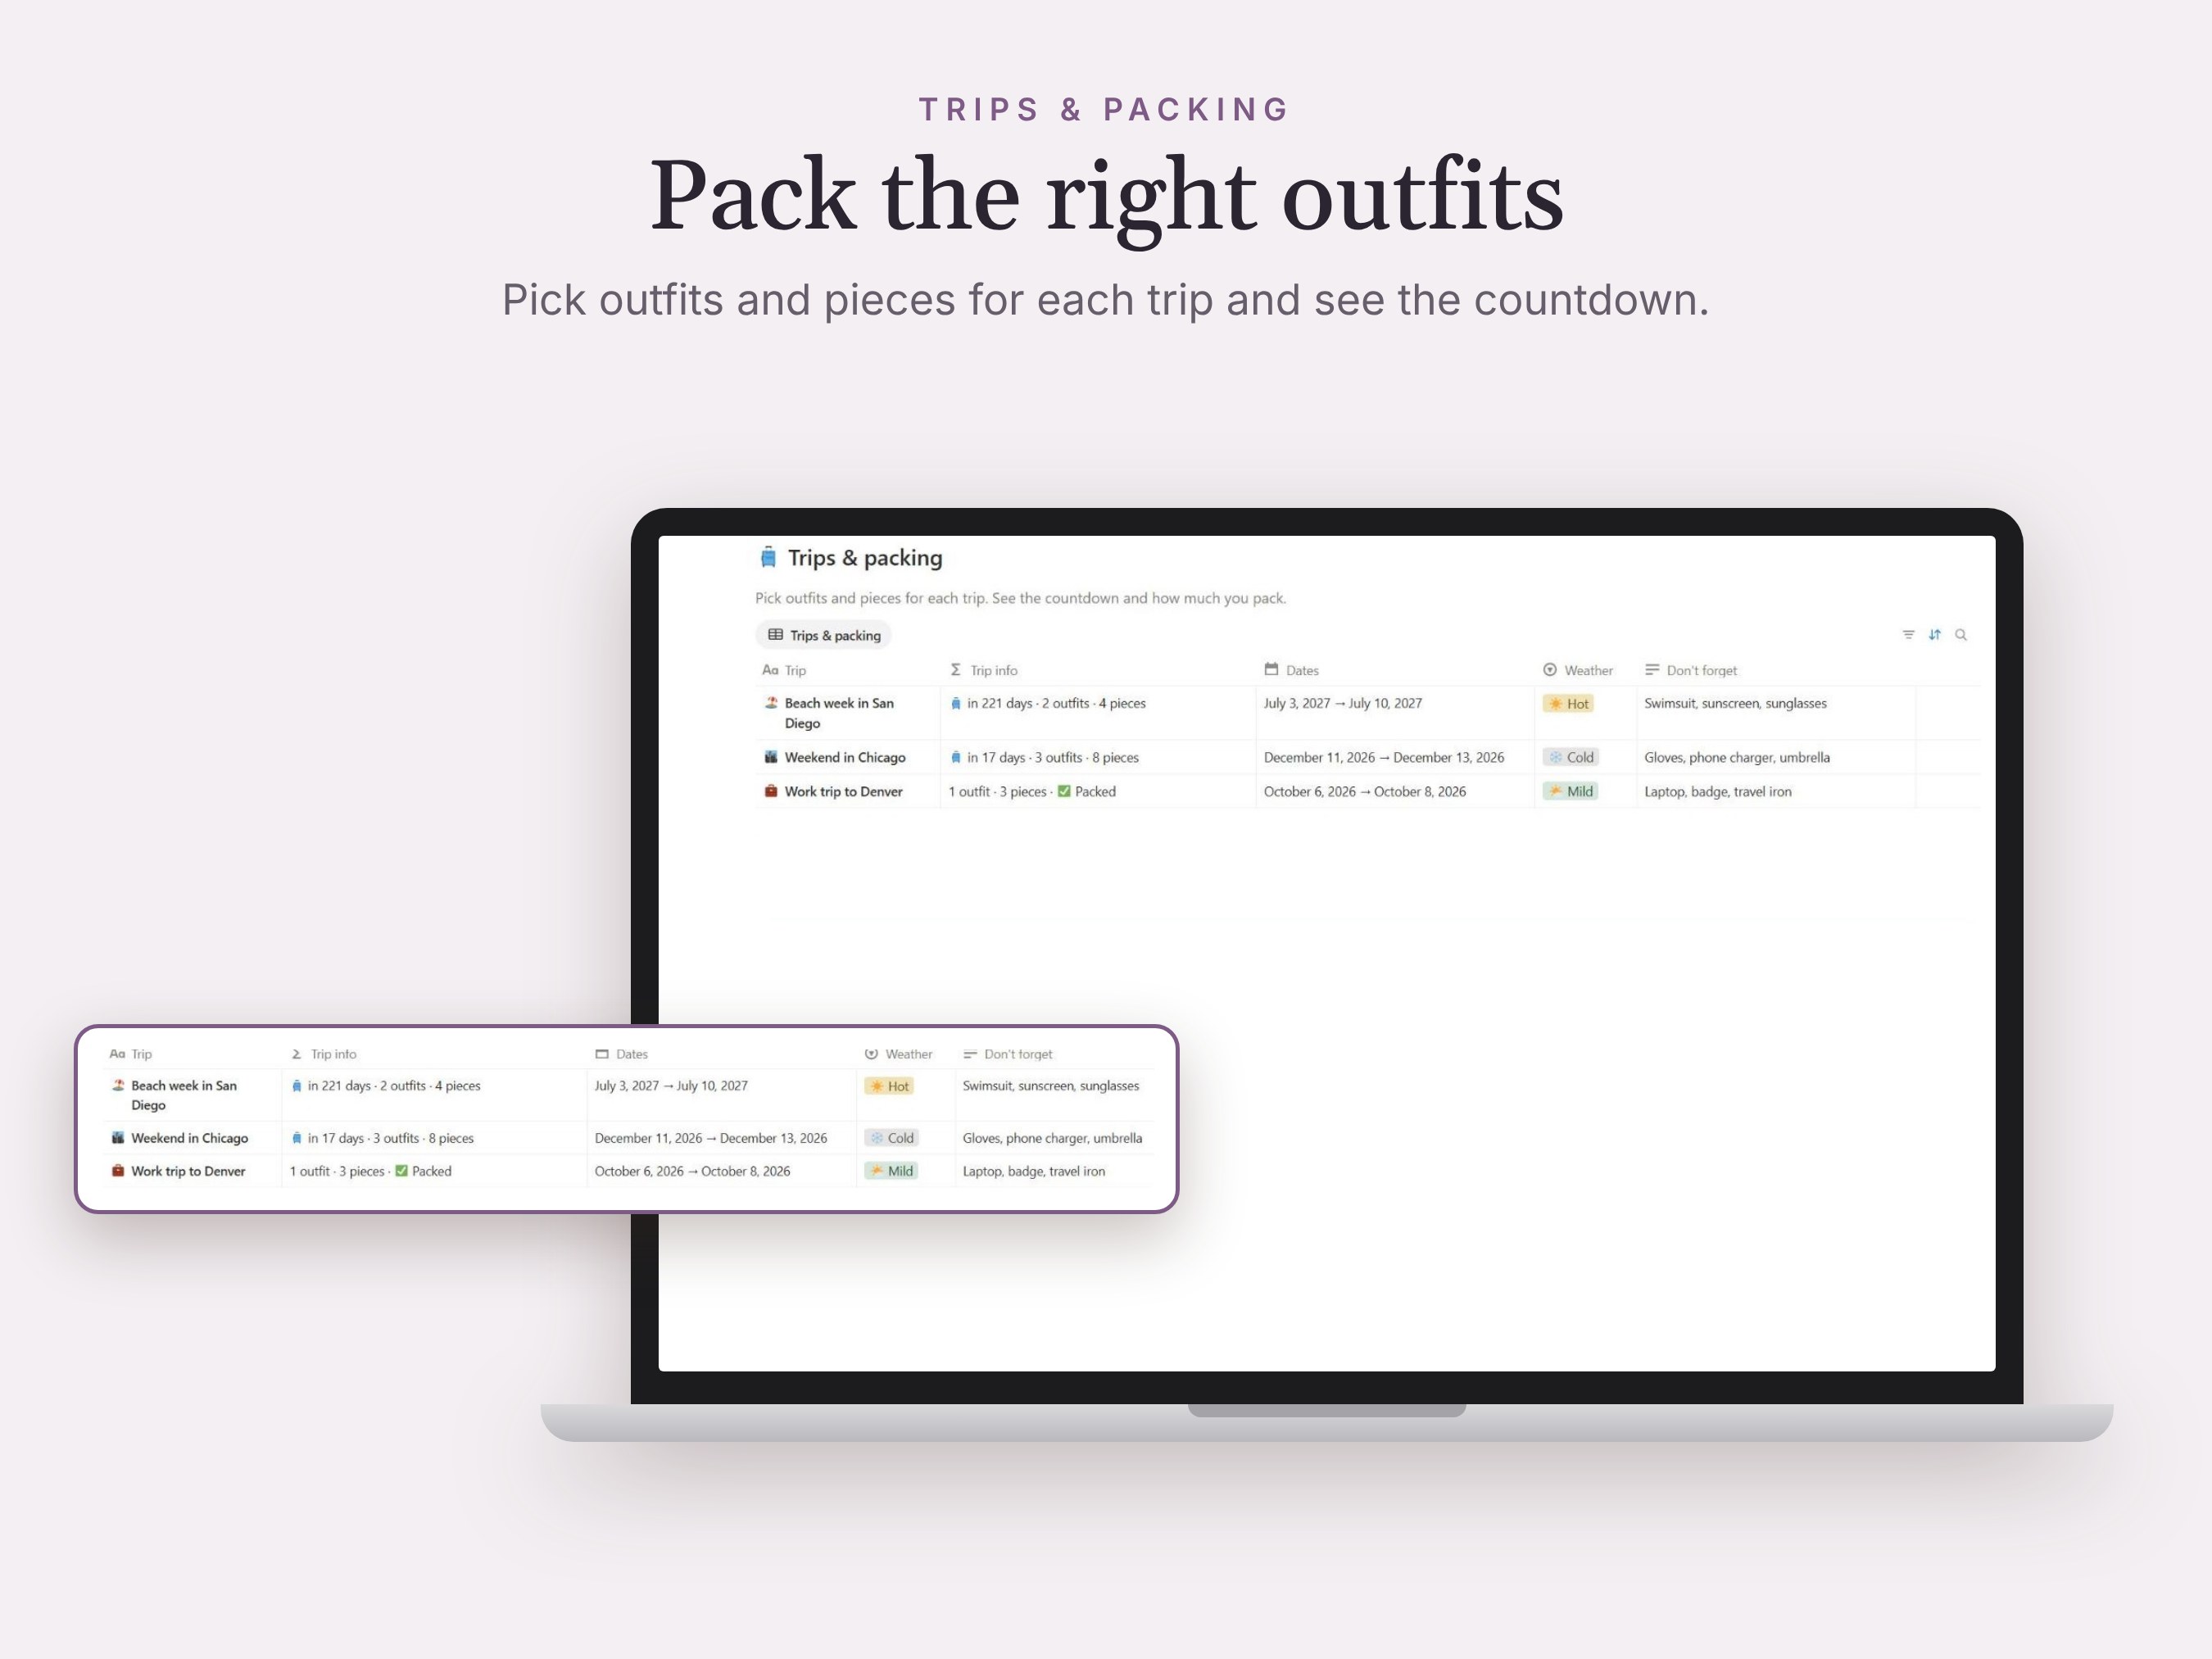 TRIPS & PACKING
Pack the right outfits
Pick outfits and pieces for each trip and see the countdown.
Trips & packing
Pick outfits and pieces for each trip. See the countdown and how much you pack.
Trips & packing
Aa Trip Σ Trip info Dates Weather Don't forget
Beach week in San Diego in 221 days · 2 outfits · 4 pieces July 3, 2027 → July 10, 2027 Hot Swimsuit, sunscreen, sunglasses
Weekend in Chicago in 17 days · 3 outfits · 8 pieces December 11, 2026 → December 13, 2026 Cold Gloves, phone charger, umbrella
Work trip to Denver 1 outfit · 3 pieces · ✅ Packed October 6, 2026 → October 8, 2026 Mild Laptop, badge, travel iron
Aa Trip Σ Trip info Dates Weather Don't forget
Beach week in San Diego in 221 days · 2 outfits · 4 pieces July 3, 2027 → July 10, 2027 Hot Swimsuit, sunscreen, sunglasses
Weekend in Chicago in 17 days · 3 outfits · 8 pieces December 11, 2026 → December 13, 2026 Cold Gloves, phone charger, umbrella
Work trip to Denver 1 outfit · 3 pieces · ✅ Packed October 6, 2026 → October 8, 2026 Mild Laptop, badge, travel iron